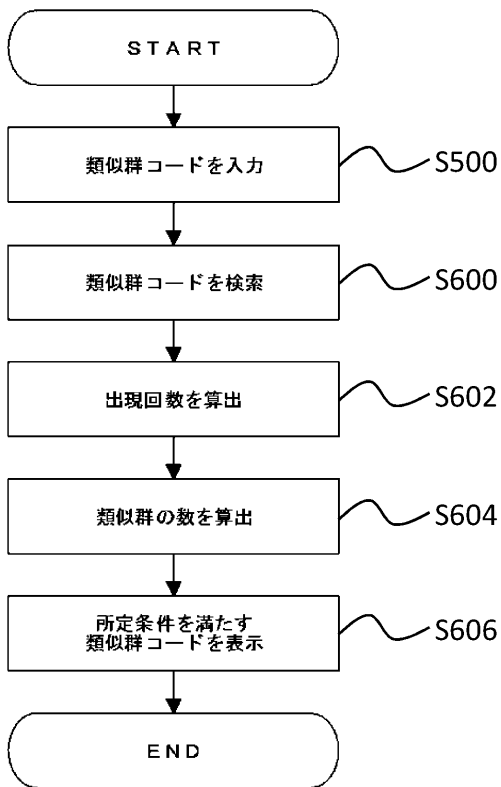 START
類似群コードを入力
S500
類似群コードを検索
S600
出現回数を算出
S602
類似群の数を算出
S604
所定条件を満たす
類似群コードを表示
S606
END